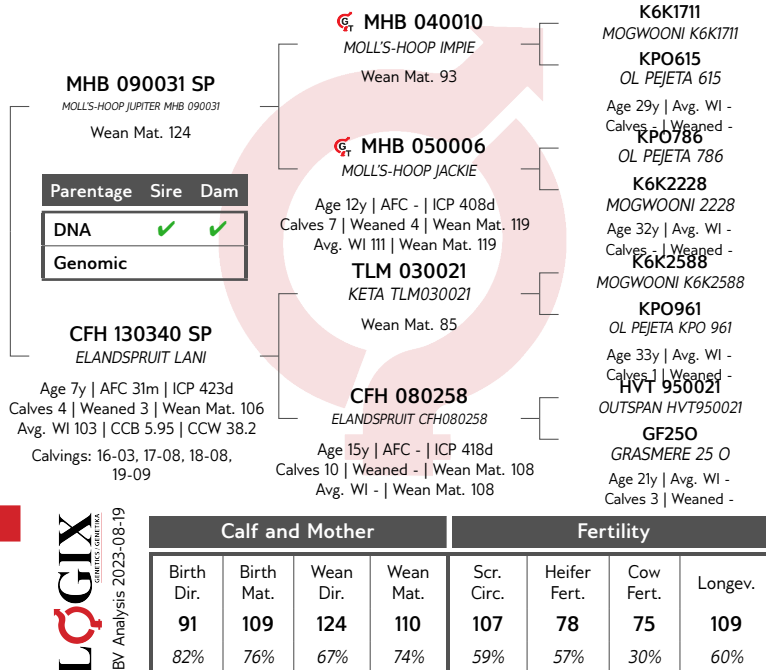 MHB 090031 SP
MOLL'S-HOOP JUPITER MHB 090031
Wean Mat. 124
Parentage Sire Dam
DNA ✔ ✔
Genomic
CFH 130340 SP
ELANDSPRUIT LANI
Age 7y | AFC 31m | ICP 423d
Calves 4 | Weaned 3 | Wean Mat. 106
Avg. WI 103 | CCB 5.95 | CCW 38.2
Calvings: 16-03, 17-08, 18-08,
19-09
MHB 040010
MOLL'S-HOOP IMPIE
Wean Mat. 93
MHB 050006
MOLL'S-HOOP JACKIE
Age 12y | AFC - | ICP 408d
Calves 7 | Weaned 4 | Wean Mat. 119
Avg. WI 111 | Wean Mat. 119
TLM 030021
KETA TLM030021
Wean Mat. 85
CFH 080258
ELANDSPRUIT CFH080258
Age 15y | AFC - | ICP 418d
Calves 10 | Weaned - | Wean Mat. 108
Avg. WI - | Wean Mat. 108
K6K1711
MOGWOONI K6K1711
KPO615
OL PEJETA 615
Age 29y | Avg. WI -
Calves - | Weaned -
KPO786
OL PEJETA 786
K6K2228
MOGWOONI 2228
Age 32y | Avg. WI -
Calves - | Weaned -
K6K2588
MOGWOONI K6K2588
KPO961
OL PEJETA KPO 961
Age 33y | Avg. WI -
Calves 1 | Weaned -
HVT 950021
OUTSPAN HVT950021
GF25O
GRASMERE 25 O
Age 21y | Avg. WI -
Calves 3 | Weaned -
LOGIX
GENETICS | GENETIKA
BV Analysis 2023-08-19
Calf and Mother Fertility
Birth Dir. Birth Mat. Wean Dir. Wean Mat. Scr. Circ. Heifer Fert. Cow Fert. Longev.
91 109 124 110 107 78 75 109
82% 76% 67% 74% 59% 57% 30% 60%